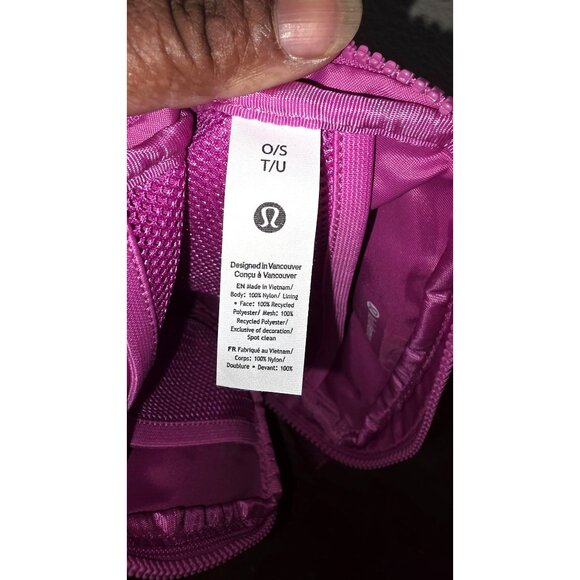 O/S
T/U
Designed in Vancouver
Conçu à Vancouver
EN Made in Vietnam/
Body: 100% Nylon/ Lining
• Face: 100% Recycled
Polyester/ Mesh: 100%
Recycled Polyester/
Exclusive of decoration/
Spot clean
FR Fabriqué au Vietnam/
Corps: 100% Nylon/
Doublure • Devant: 100%